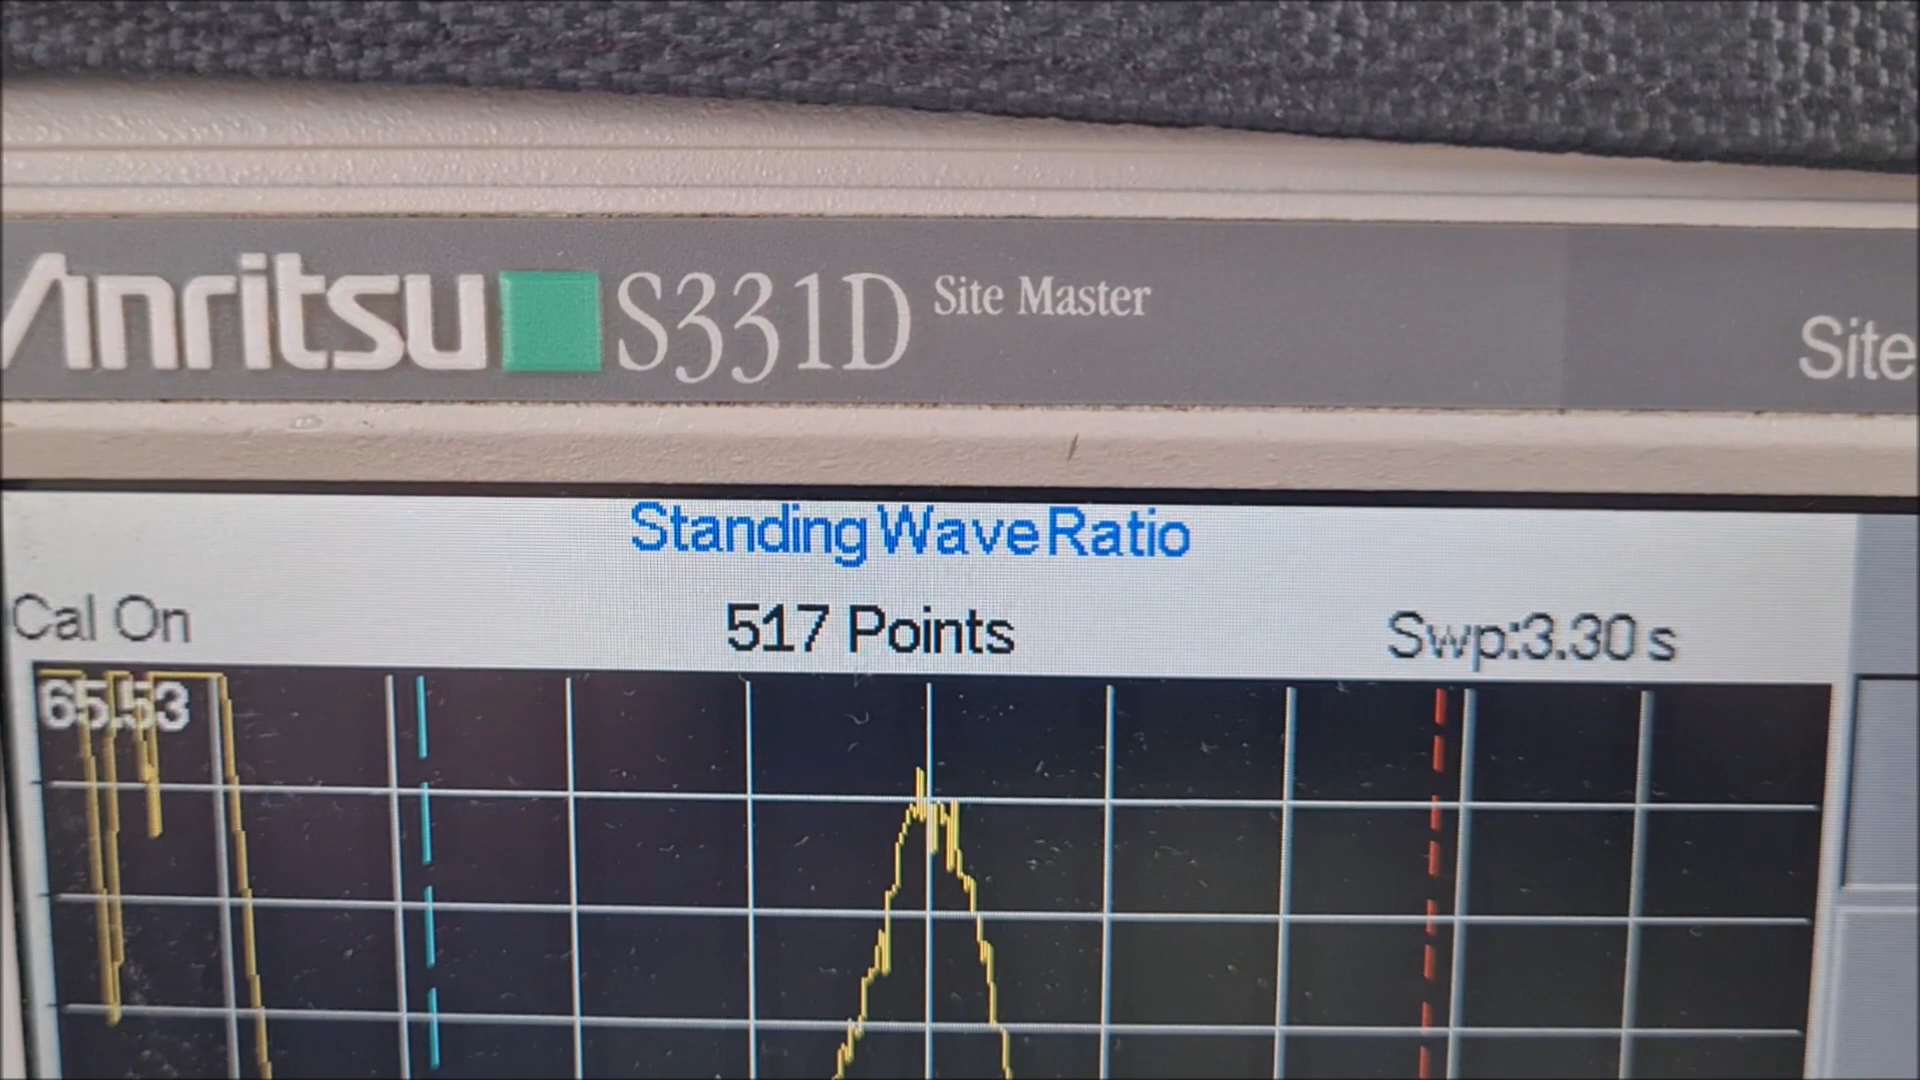 Anritsu S331D Site Master Site
Standing Wave Ratio
Cal On 517 Points Swp:3.30 s
65.53